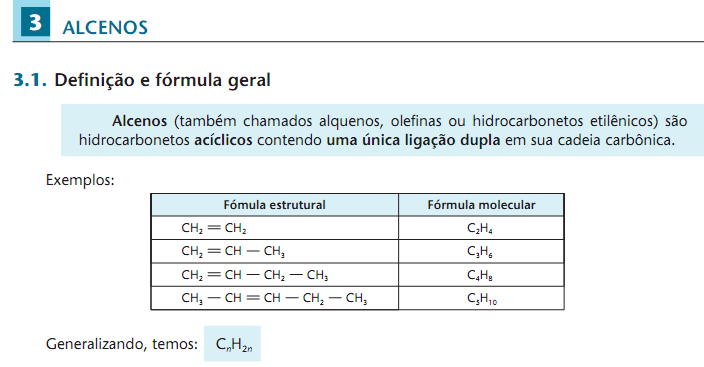 3 ALCENOS
3.1. Definição e fórmula geral
Alcenos (também chamados alquenos, olefinas ou hidrocarbonetos etilênicos) são
hidrocarbonetos acíclicos contendo uma única ligação dupla em sua cadeia carbônica.
Exemplos:
Fómula estrutural Fórmula molecular
CH₂ = CH₂ C₂H₄
CH₂ = CH — CH₃ C₃H₆
CH₂ = CH — CH₂ — CH₃ C₄H₈
CH₃ — CH = CH — CH₂ — CH₃ C₅H₁₀
Generalizando, temos: CₙH₂ₙ